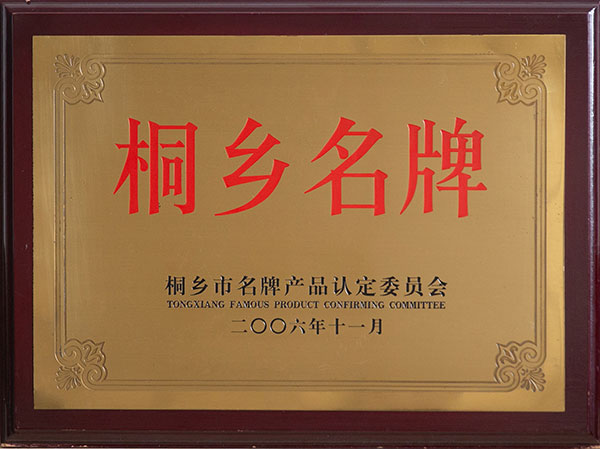 桐乡名牌
桐乡市名牌产品认定委员会
TONGXIANG FAMOUS PRODUCT CONFIRMING COMMITTEE
二〇〇六年十一月